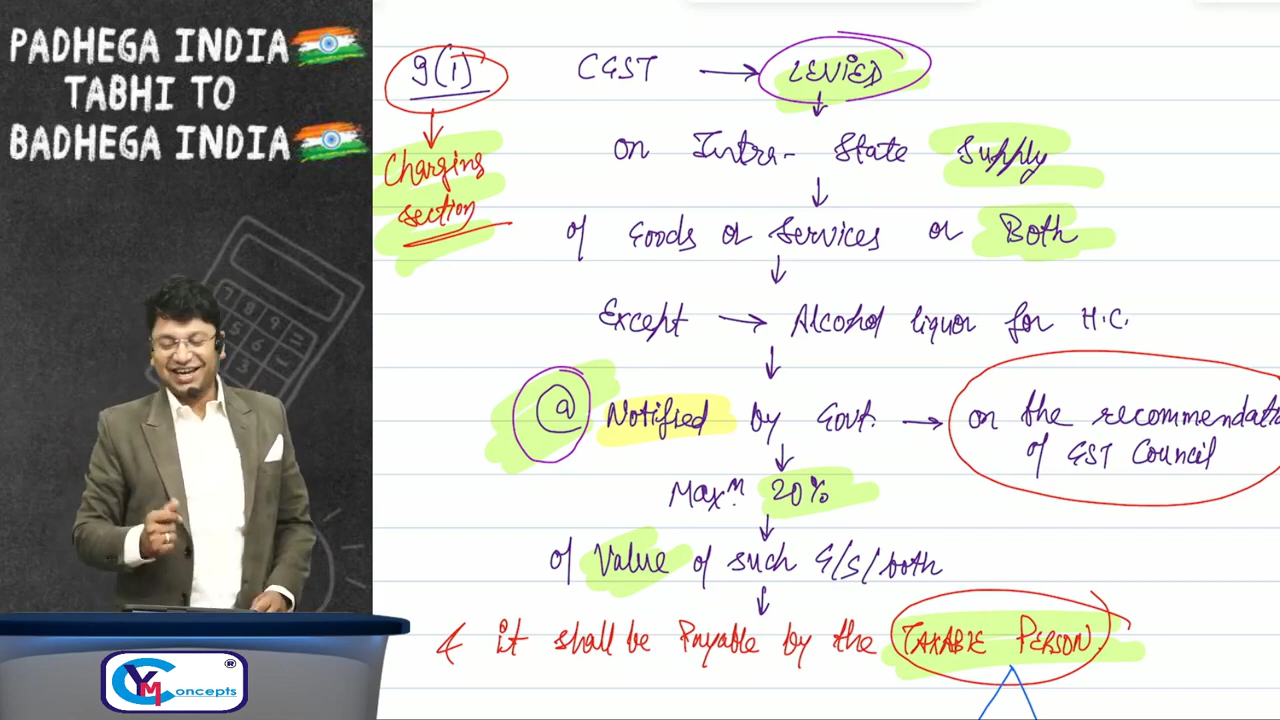 PADHEGA INDIA
TABHI TO
BADHEGA INDIA
9(1)
Charging
section
CGST → LEVIED
on Intra- State Supply
of Goods or Services or Both
Except → Alcohol liquor for H.C.
@ Notified by Govt. → on the recommendat
of GST Council
Maxm. 20%
of Value of such G/S/both
& it shall be Payable by the TAXABLE PERSON.
YM Concepts ®